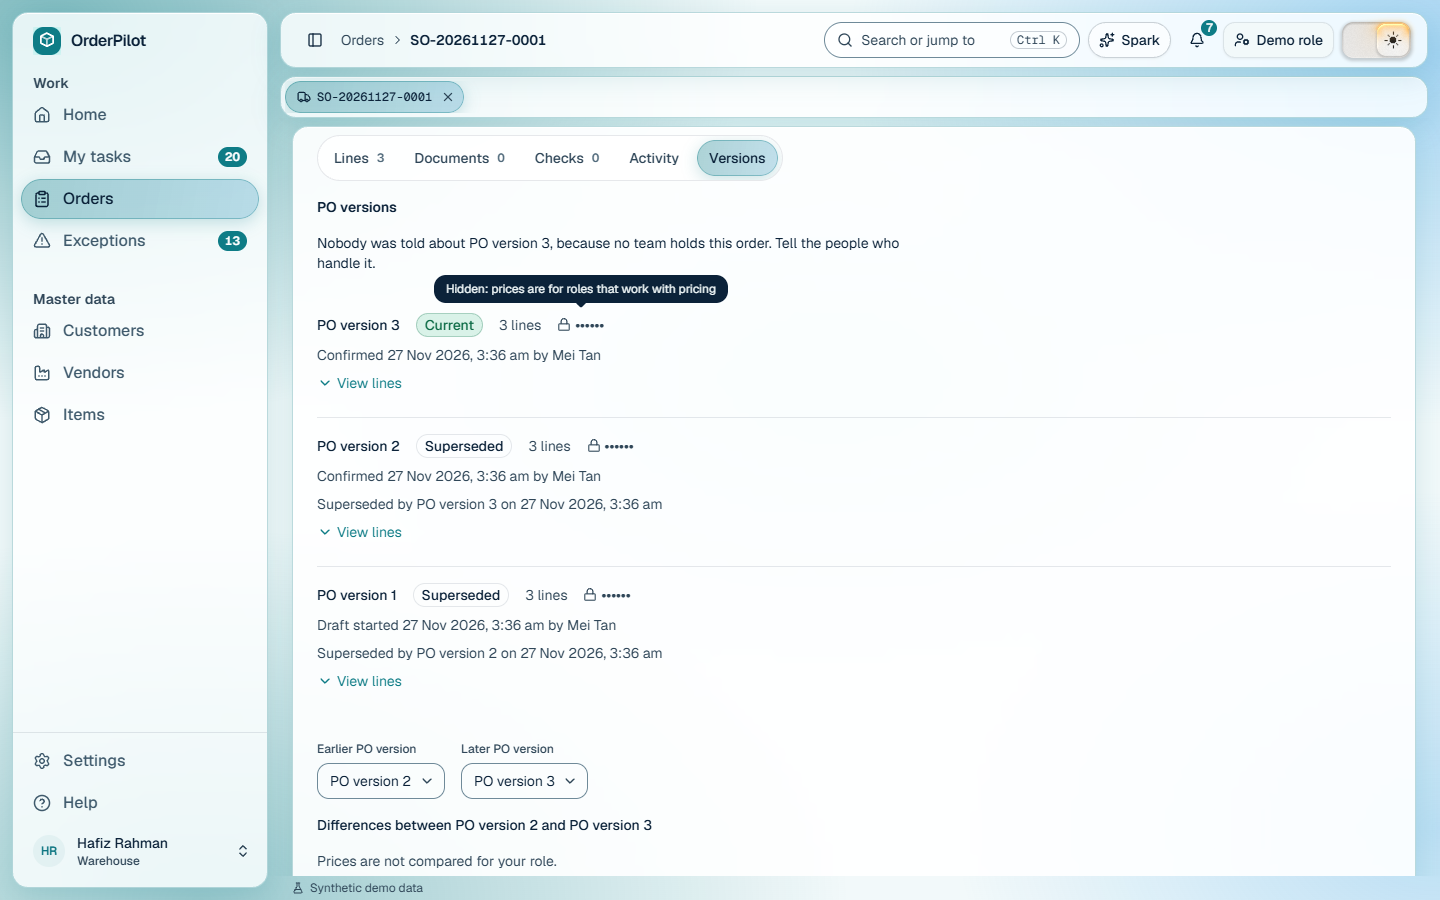 OrderPilot
Work
Home
My tasks 20
Orders
Exceptions 13
Master data
Customers
Vendors
Items
Settings
Help
HR
Hafiz Rahman
Warehouse
Orders > SO-20261127-0001
Search or jump to Ctrl K
Spark
7
Demo role
SO-20261127-0001
Lines 3 Documents 0 Checks 0 Activity Versions
PO versions
Nobody was told about PO version 3, because no team holds this order. Tell the people who
handle it.
Hidden: prices are for roles that work with pricing
PO version 3 Current 3 lines ••••••
Confirmed 27 Nov 2026, 3:36 am by Mei Tan
View lines
PO version 2 Superseded 3 lines ••••••
Confirmed 27 Nov 2026, 3:36 am by Mei Tan
Superseded by PO version 3 on 27 Nov 2026, 3:36 am
View lines
PO version 1 Superseded 3 lines ••••••
Draft started 27 Nov 2026, 3:36 am by Mei Tan
Superseded by PO version 2 on 27 Nov 2026, 3:36 am
View lines
Earlier PO version Later PO version
PO version 2 PO version 3
Differences between PO version 2 and PO version 3
Prices are not compared for your role.
Synthetic demo data